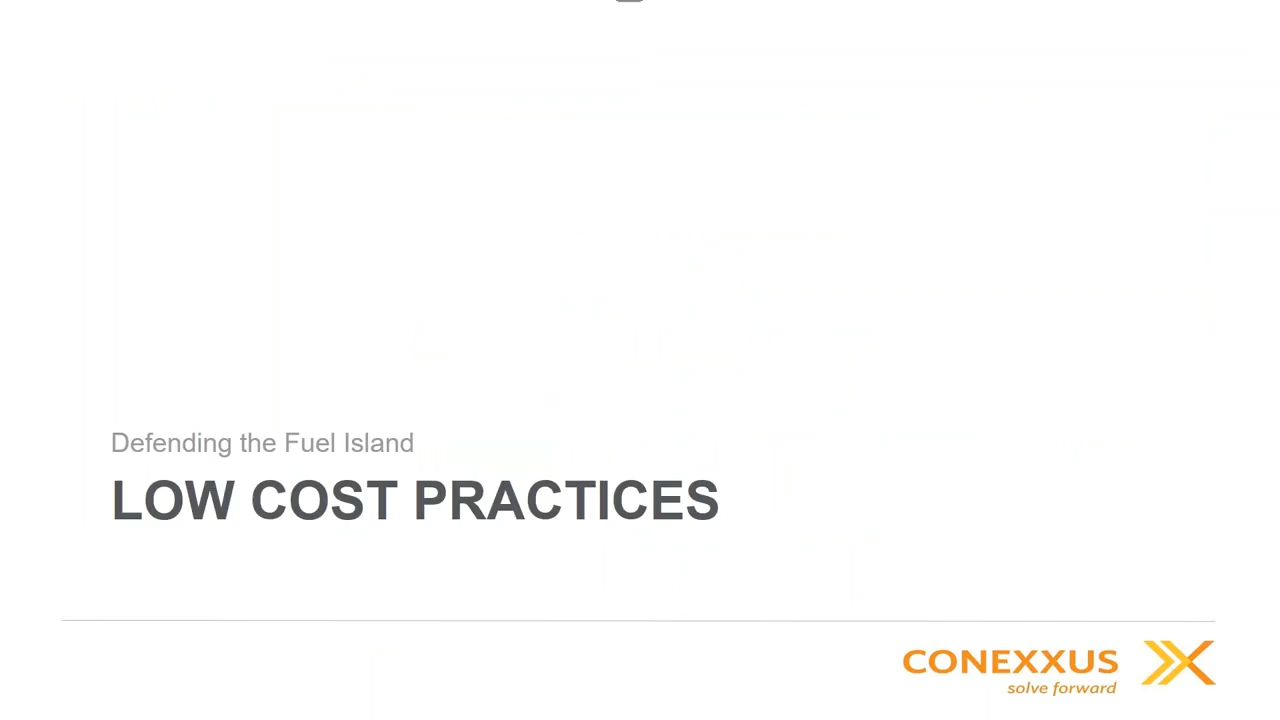 Defending the Fuel Island
LOW COST PRACTICES
CONEXXUS
solve forward